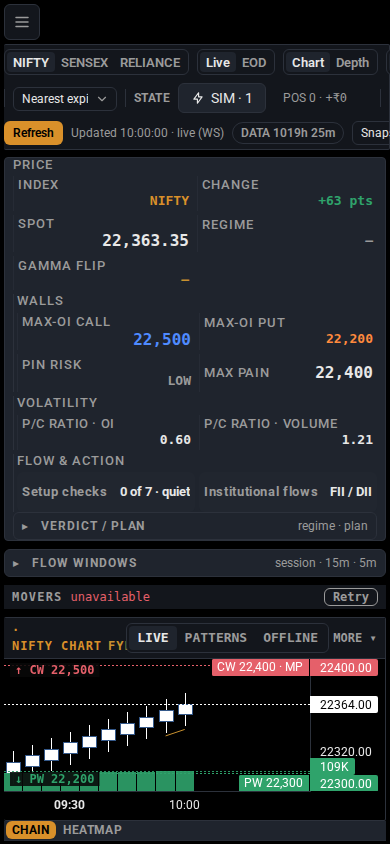 NIFTY SENSEX RELIANCE Live EOD Chart Depth
Nearest expi STATE SIM · 1 POS 0 · +₹0
Refresh Updated 10:00:00 · live (WS) DATA 1019h 25m Snap
PRICE
INDEX CHANGE
NIFTY +63 pts
SPOT REGIME
22,363.35 —
GAMMA FLIP
—
WALLS
MAX-OI CALL MAX-OI PUT
22,500 22,200
PIN RISK MAX PAIN 22,400
LOW
VOLATILITY
P/C RATIO · OI P/C RATIO · VOLUME
0.60 1.21
FLOW & ACTION
Setup checks 0 of 7 · quiet Institutional flows FII / DII
▸ VERDICT / PLAN regime · plan
▸ FLOW WINDOWS session · 15m · 5m
MOVERS unavailable Retry
·
NIFTY CHART FY LIVE PATTERNS OFFLINE MORE ▾
↑ CW 22,500 CW 22,400 · MP 22400.00
22364.00
22320.00
109K
↓ PW 22,200 PW 22,300 22300.00
09:30 10:00
CHAIN HEATMAP